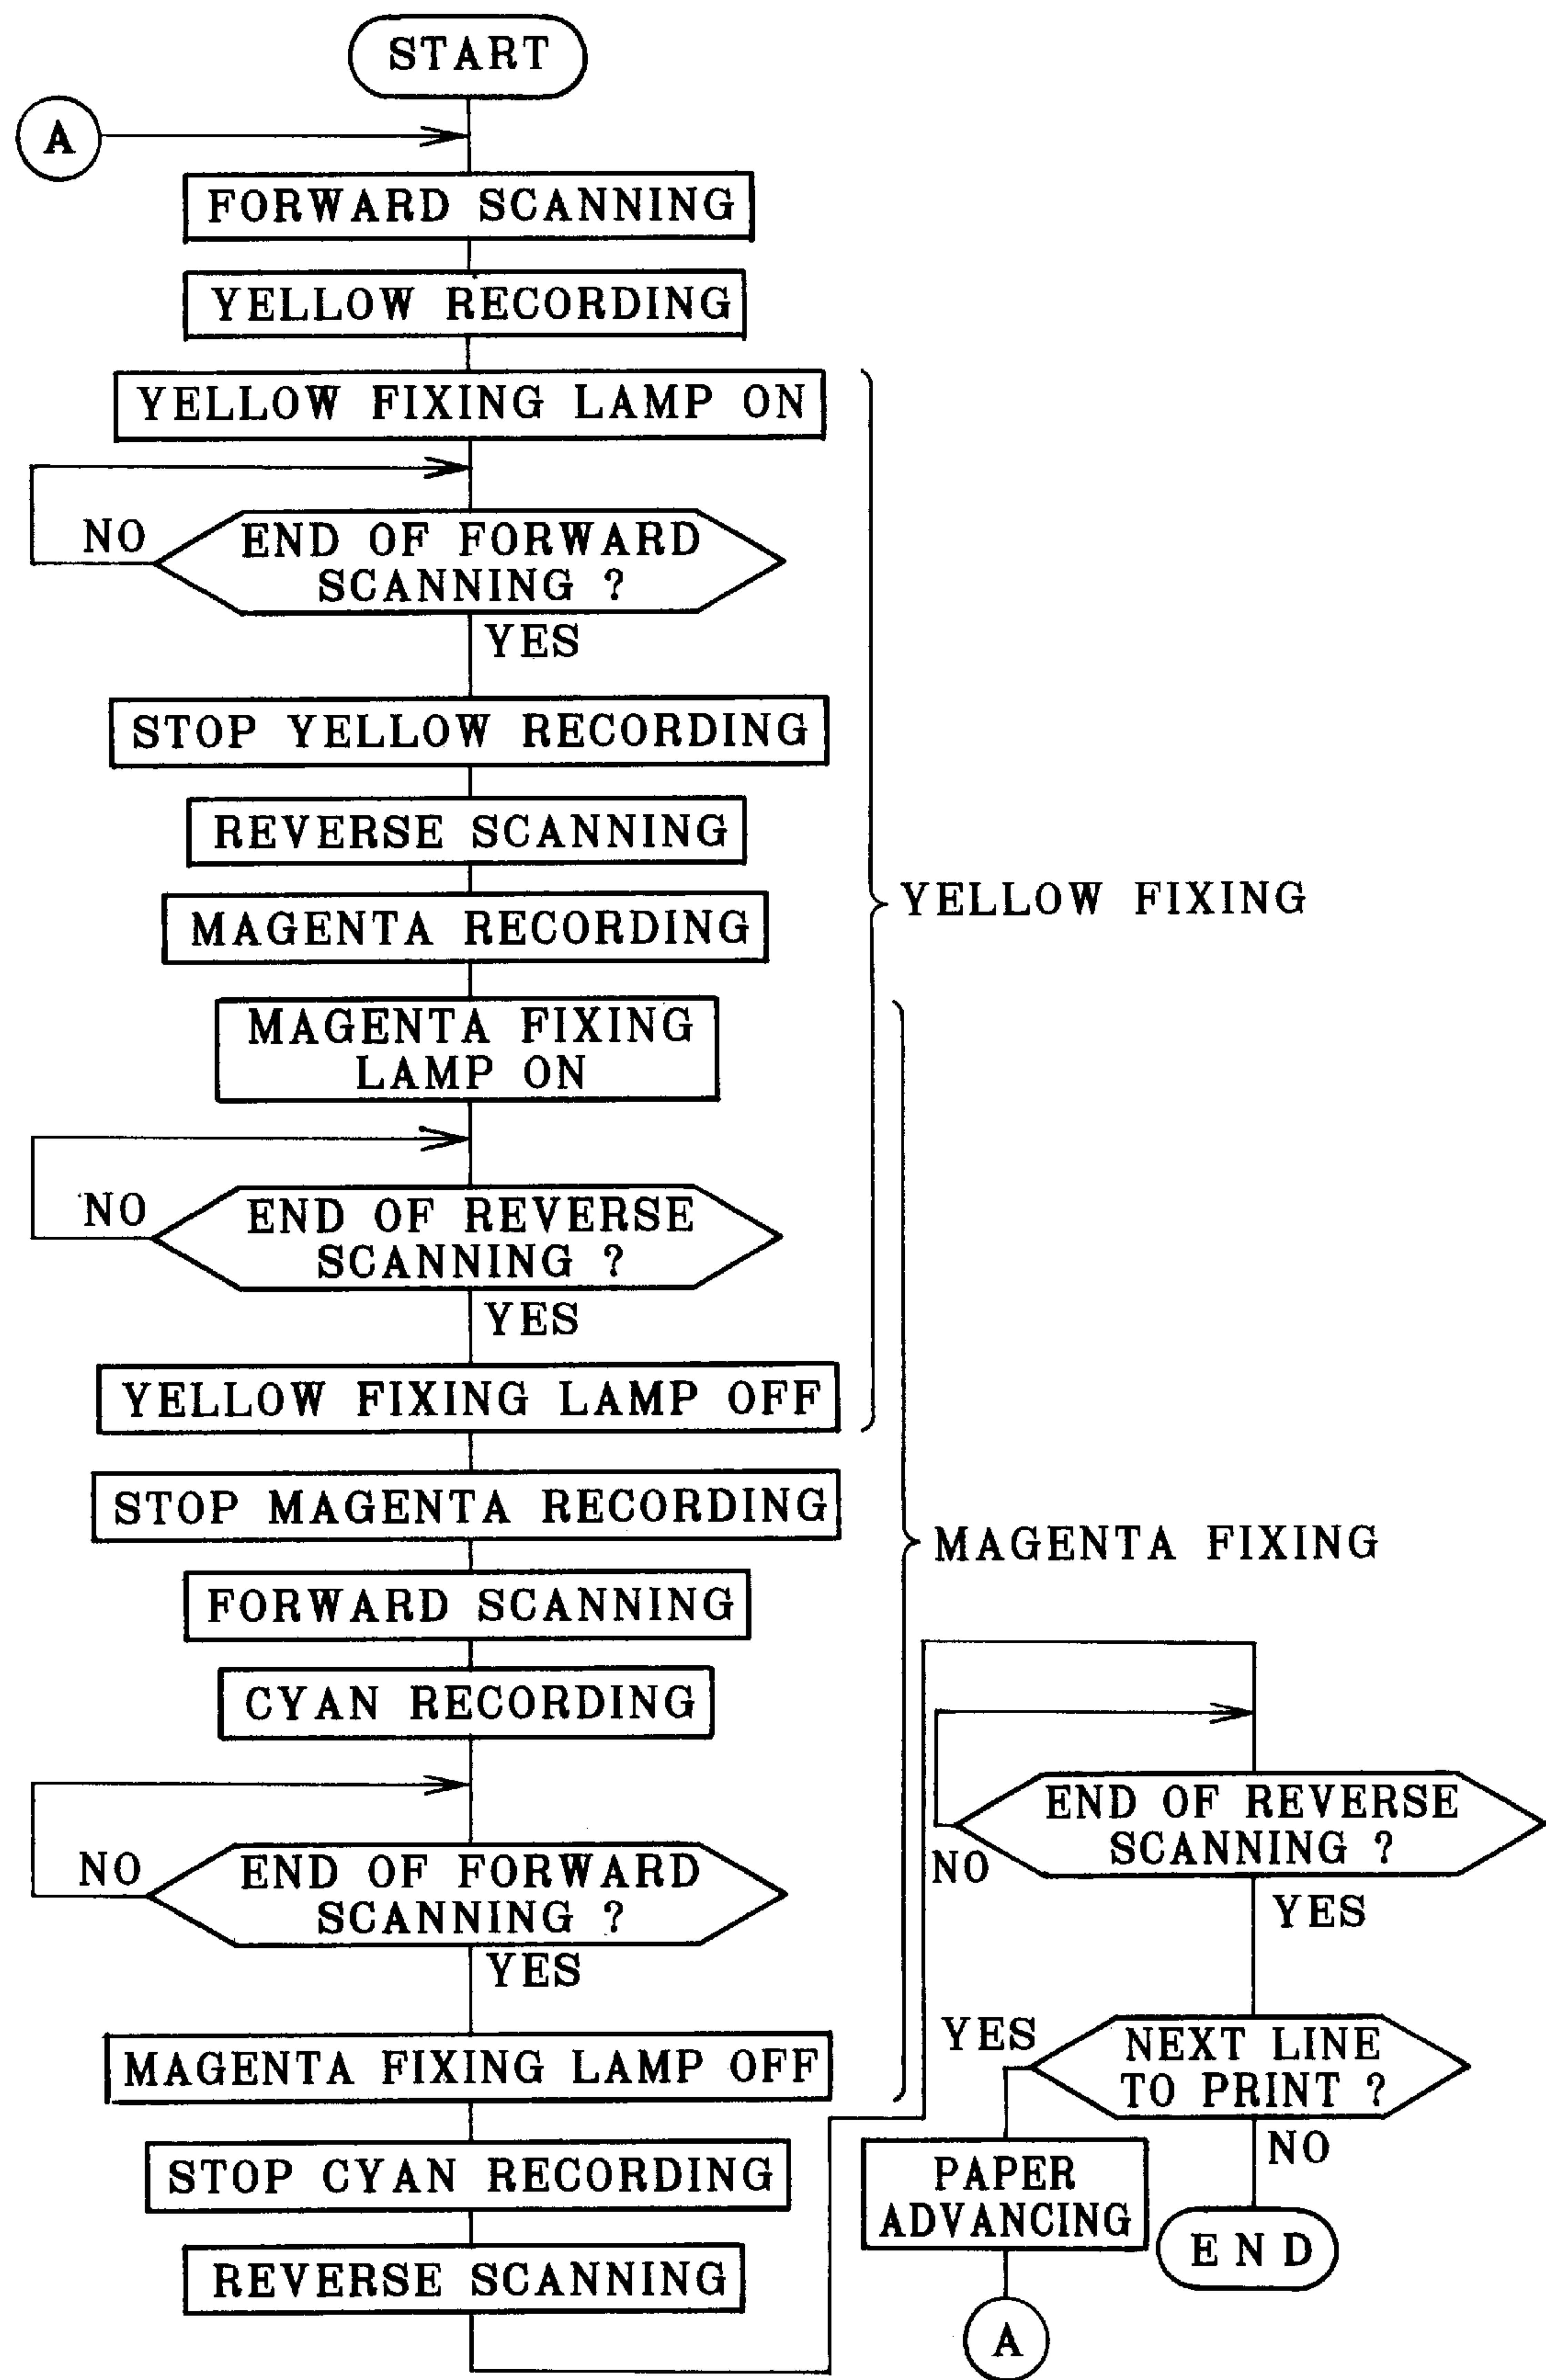 START
A
FORWARD SCANNING
YELLOW RECORDING
YELLOW FIXING LAMP ON
NO
END OF FORWARD
SCANNING ?
YES
STOP YELLOW RECORDING
REVERSE SCANNING
MAGENTA RECORDING
YELLOW FIXING
MAGENTA FIXING
LAMP ON
NO
END OF REVERSE
SCANNING ?
YES
YELLOW FIXING LAMP OFF
STOP MAGENTA RECORDING
MAGENTA FIXING
FORWARD SCANNING
CYAN RECORDING
NO
END OF FORWARD
SCANNING ?
YES
MAGENTA FIXING LAMP OFF
STOP CYAN RECORDING
REVERSE SCANNING
END OF REVERSE
SCANNING ?
NO
YES
YES
NEXT LINE
TO PRINT ?
NO
PAPER
ADVANCING
END
A